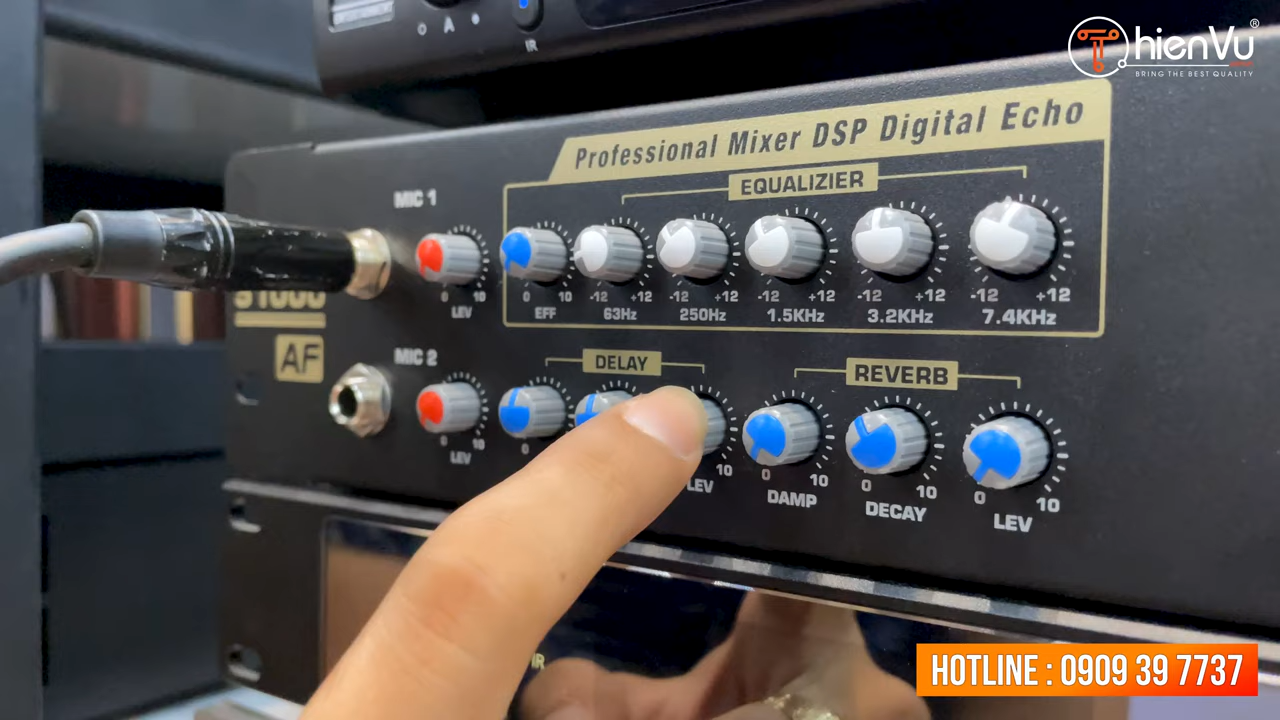 A
IR
ThienVu®
BRING THE BEST QUALITY
Professional Mixer DSP Digital Echo
EQUALIZIER
MIC 1
0 10
LEV
0 10
EFF
-12 +12
63Hz
-12 +12
250Hz
-12 +12
1.5KHz
-12 +12
3.2KHz
-12 +12
7.4KHz
S1000
AF
MIC 2
DELAY
REVERB
0 10
LEV
0
10
LEV
0 10
DAMP
0 10
DECAY
0 10
LEV
HOTLINE : 0909 39 7737